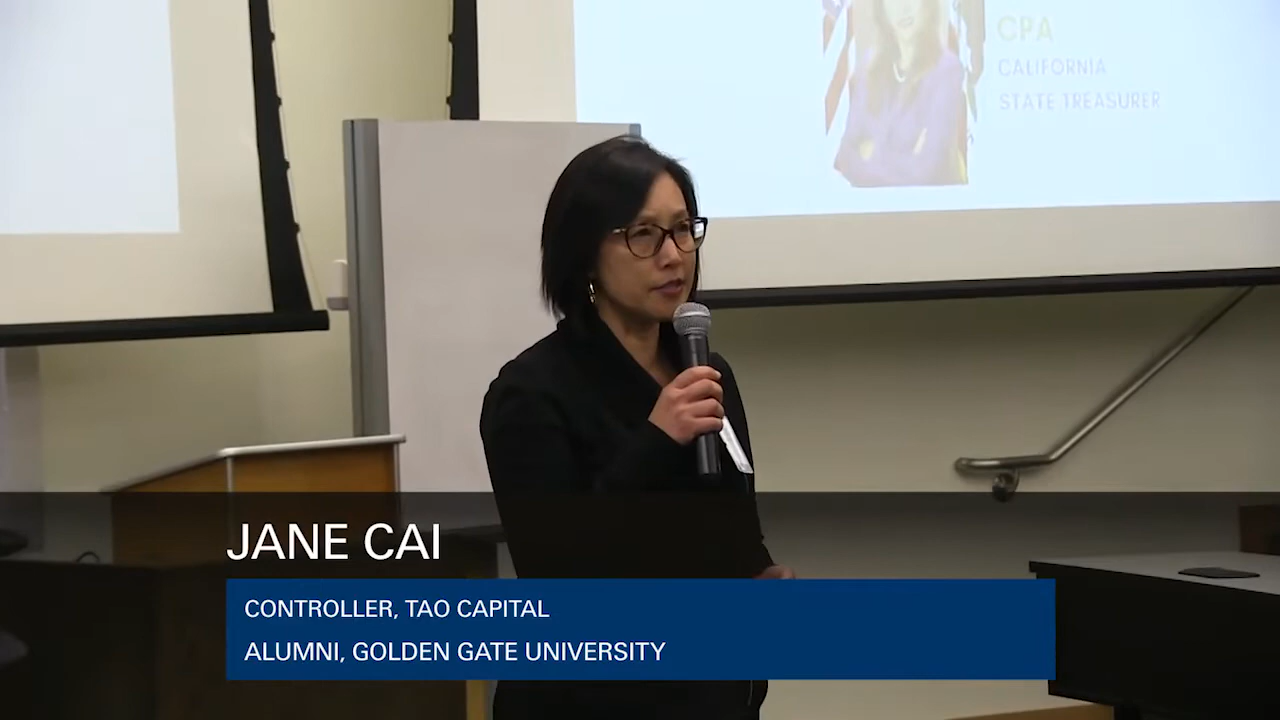 CPA
CALIFORNIA
STATE TREASURER
JANE CAI
CONTROLLER, TAO CAPITAL
ALUMNI, GOLDEN GATE UNIVERSITY